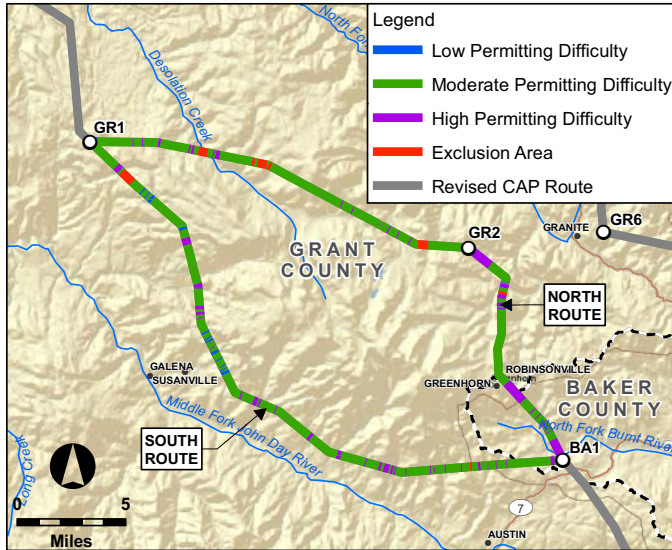 Legend
Low Permitting Difficulty
Moderate Permitting Difficulty
High Permitting Difficulty
Exclusion Area
Revised CAP Route
North Fork
Desolation Creek
GR1
GR2
GR6
GRANITE
GRANT
COUNTY
NORTH
ROUTE
ROBINSONVILLE
GREENHORN
GALENA
SUSANVILLE
BAKER
COUNTY
North Fork Burnt River
Middle Fork John Day River
SOUTH
ROUTE
BA1
Long Creek
0 5
Miles
7
AUSTIN